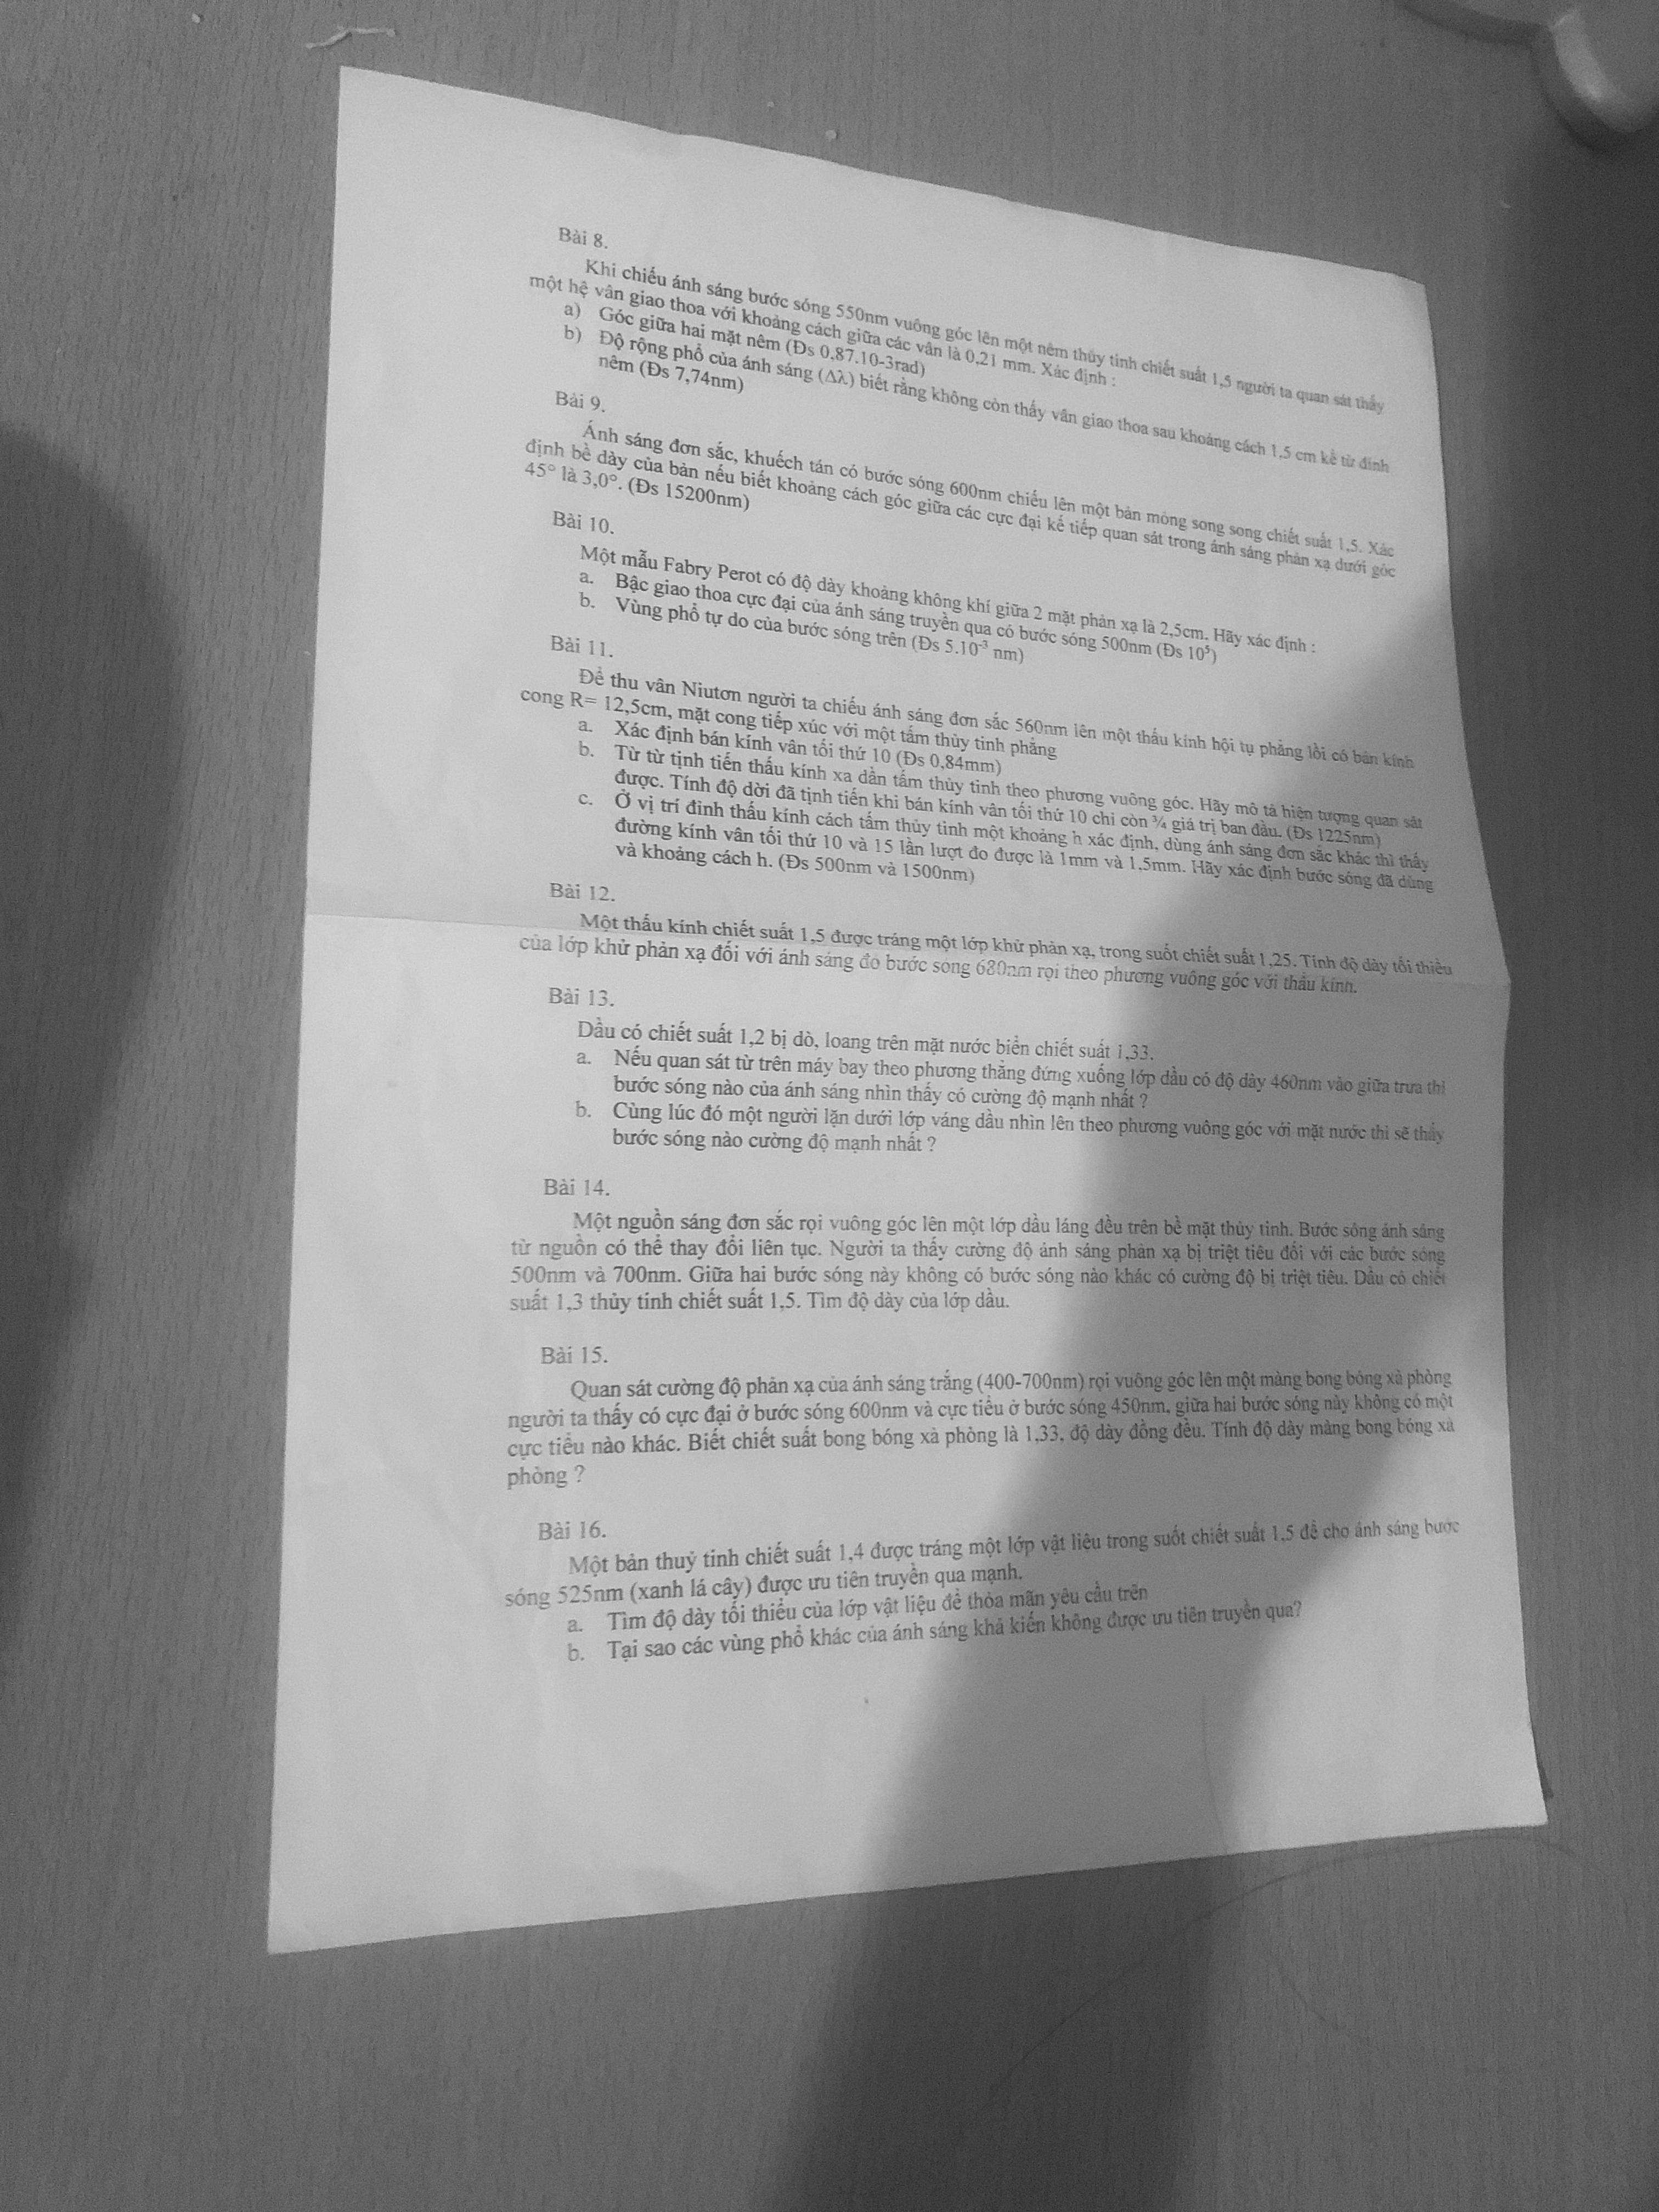 Bài 8.
Khi chiếu ánh sáng bước sóng 550nm vuông góc lên một nêm thủy tinh chiết suất 1,5 người ta quan sát thấy
một hệ vân giao thoa với khoảng cách giữa các vân là 0,21 mm. Xác định :
a) Góc giữa hai mặt nêm (Đs 0,87.10-3rad)
b) Độ rộng phổ của ánh sáng (Δλ) biết rằng không còn thấy vân giao thoa sau khoảng cách 1,5 cm kể từ đỉnh
nêm (Đs 7,74nm)
Bài 9.
Ánh sáng đơn sắc, khuếch tán có bước sóng 600nm chiếu lên một bản mỏng song song chiết suất 1,5. Xác
định bề dày của bản nếu biết khoảng cách góc giữa các cực đại kế tiếp quan sát trong ánh sáng phản xạ dưới góc
45° là 3,0°. (Đs 15200nm)
Bài 10.
Một mẫu Fabry Perot có độ dày khoảng không khí giữa 2 mặt phản xạ là 2,5cm. Hãy xác định :
a. Bậc giao thoa cực đại của ánh sáng truyền qua có bước sóng 500nm (Đs 10⁵)
b. Vùng phổ tự do của bước sóng trên (Đs 5.10⁻³ nm)
Bài 11.
Để thu vân Niutơn người ta chiếu ánh sáng đơn sắc 560nm lên một thấu kính hội tụ phẳng lồi có bán kính
cong R= 12,5cm, mặt cong tiếp xúc với một tấm thủy tinh phẳng
a. Xác định bán kính vân tối thứ 10 (Đs 0,84mm)
b. Từ từ tịnh tiến thấu kính xa dần tấm thủy tinh theo phương vuông góc. Hãy mô tả hiện tượng quan sát
được. Tính độ dời đã tịnh tiến khi bán kính vân tối thứ 10 chỉ còn ¾ giá trị ban đầu. (Đs 1225nm)
c. Ở vị trí đỉnh thấu kính cách tấm thủy tinh một khoảng h xác định, dùng ánh sáng đơn sắc khác thì thấy
đường kính vân tối thứ 10 và 15 lần lượt đo được là 1mm và 1,5mm. Hãy xác định bước sóng đã dùng
và khoảng cách h. (Đs 500nm và 1500nm)
Bài 12.
Một thấu kính chiết suất 1,5 được tráng một lớp khử phản xạ, trong suốt chiết suất 1,25. Tính độ dày tối thiểu
của lớp khử phản xạ đối với ánh sáng đỏ bước sóng 680nm rọi theo phương vuông góc với thấu kính.
Bài 13.
Dầu có chiết suất 1,2 bị dò, loang trên mặt nước biển chiết suất 1,33.
a. Nếu quan sát từ trên máy bay theo phương thẳng đứng xuống lớp dầu có độ dày 460nm vào giữa trưa thì
bước sóng nào của ánh sáng nhìn thấy có cường độ mạnh nhất ?
b. Cùng lúc đó một người lặn dưới lớp váng dầu nhìn lên theo phương vuông góc với mặt nước thì sẽ thấy
bước sóng nào cường độ mạnh nhất ?
Bài 14.
Một nguồn sáng đơn sắc rọi vuông góc lên một lớp dầu láng đều trên bề mặt thủy tinh. Bước sóng ánh sáng
từ nguồn có thể thay đổi liên tục. Người ta thấy cường độ ánh sáng phản xạ bị triệt tiêu đối với các bước sóng
500nm và 700nm. Giữa hai bước sóng này không có bước sóng nào khác có cường độ bị triệt tiêu. Dầu có chiết
suất 1,3 thủy tinh chiết suất 1,5. Tìm độ dày của lớp dầu.
Bài 15.
Quan sát cường độ phản xạ của ánh sáng trắng (400-700nm) rọi vuông góc lên một màng bong bóng xà phòng
người ta thấy có cực đại ở bước sóng 600nm và cực tiểu ở bước sóng 450nm, giữa hai bước sóng này không có một
cực tiểu nào khác. Biết chiết suất bong bóng xà phòng là 1,33, độ dày đồng đều. Tính độ dày màng bong bóng xà
phòng ?
Bài 16.
Một bản thuỷ tinh chiết suất 1,4 được tráng một lớp vật liệu trong suốt chiết suất 1,5 để cho ánh sáng bước
sóng 525nm (xanh lá cây) được ưu tiên truyền qua mạnh.
a. Tìm độ dày tối thiểu của lớp vật liệu để thỏa mãn yêu cầu trên
b. Tại sao các vùng phổ khác của ánh sáng khả kiến không được ưu tiên truyền qua?